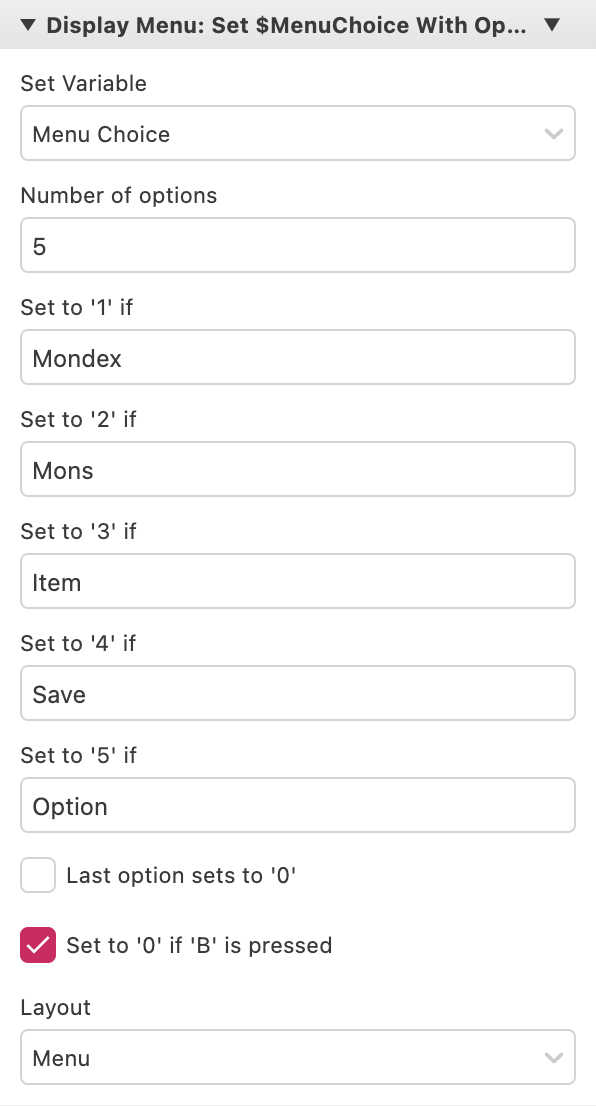 Display Menu: Set $MenuChoice With Op...
Set Variable
Menu Choice
Number of options
5
Set to '1' if
Mondex
Set to '2' if
Mons
Set to '3' if
Item
Set to '4' if
Save
Set to '5' if
Option
Last option sets to '0'
Set to '0' if 'B' is pressed
Layout
Menu